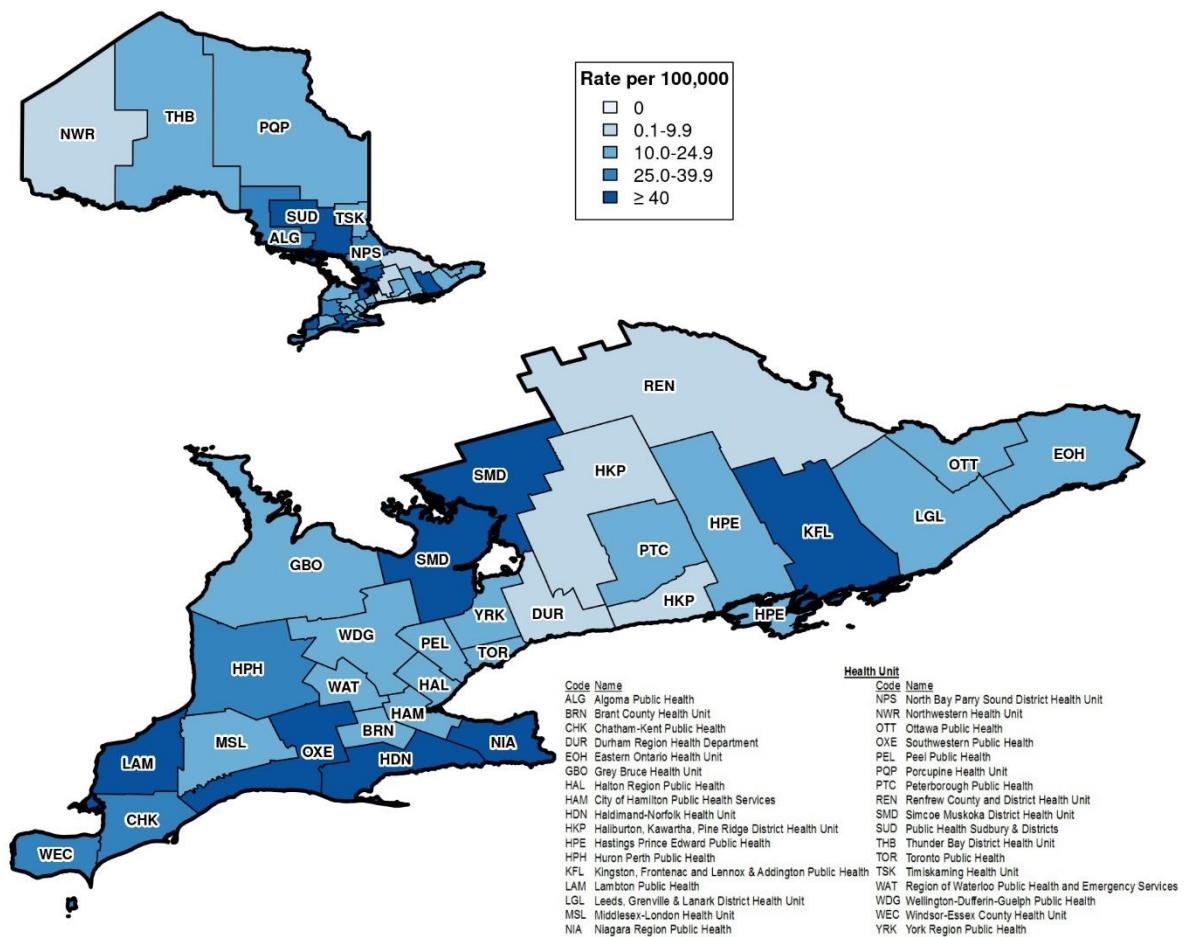 Rate per 100,000
0
0.1-9.9
10.0-24.9
25.0-39.9
≥ 40
NWR
THB
PQP
SUD
TSK
ALG
NPS
REN
SMD
HKP
OTT
EOH
HPE
KFL
LGL
GBO
SMD
PTC
YRK
DUR
HKP
HPE
WDG
PEL
TOR
HPH
WAT
HAL
HAM
MSL
BRN
OXE
NIA
LAM
HDN
CHK
WEC
Health Unit
Code Name
ALG Algoma Public Health
BRN Brant County Health Unit
CHK Chatham-Kent Public Health
DUR Durham Region Health Department
EOH Eastern Ontario Health Unit
GBO Grey Bruce Health Unit
HAL Halton Region Public Health
HAM City of Hamilton Public Health Services
HDN Haldimand-Norfolk Health Unit
HKP Haliburton, Kawartha, Pine Ridge District Health Unit
HPE Hastings Prince Edward Public Health
HPH Huron Perth Public Health
KFL Kingston, Frontenac and Lennox & Addington Public Health
LAM Lambton Public Health
LGL Leeds, Grenville & Lanark District Health Unit
MSL Middlesex-London Health Unit
NIA Niagara Region Public Health
Code Name
NPS North Bay Parry Sound District Health Unit
NWR Northwestern Health Unit
OTT Ottawa Public Health
OXE Southwestern Public Health
PEL Peel Public Health
PQP Porcupine Health Unit
PTC Peterborough Public Health
REN Renfrew County and District Health Unit
SMD Simcoe Muskoka District Health Unit
SUD Public Health Sudbury & Districts
THB Thunder Bay District Health Unit
TOR Toronto Public Health
TSK Timiskaming Health Unit
WAT Region of Waterloo Public Health and Emergency Services
WDG Wellington-Dufferin-Guelph Public Health
WEC Windsor-Essex County Health Unit
YRK York Region Public Health